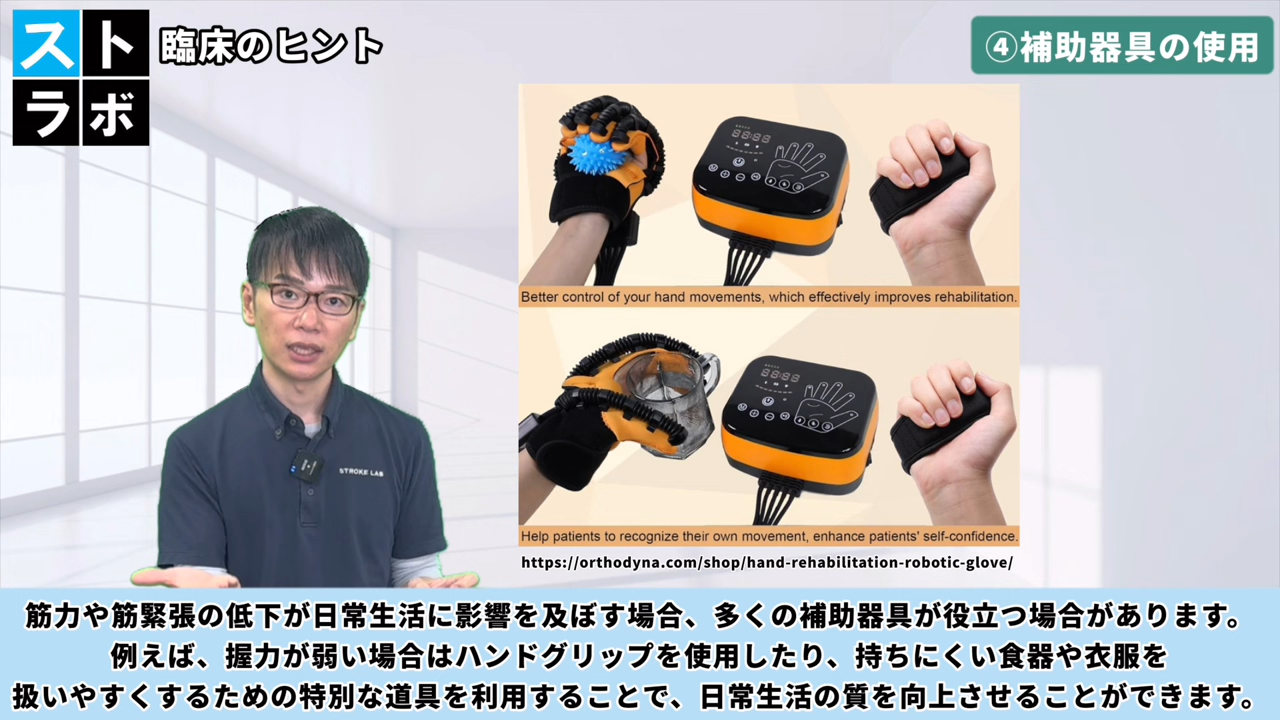 スト
ラボ
臨床のヒント
④補助器具の使用
Better control of your hand movements, which effectively improves rehabilitation.
Help patients to recognize their own movement, enhance patients' self-confidence.
https://orthodyna.com/shop/hand-rehabilitation-robotic-glove/
STROKE LAB
筋力や筋緊張の低下が日常生活に影響を及ぼす場合、多くの補助器具が役立つ場合があります。
例えば、握力が弱い場合はハンドグリップを使用したり、持ちにくい食器や衣服を
扱いやすくするための特別な道具を利用することで、日常生活の質を向上させることができます。